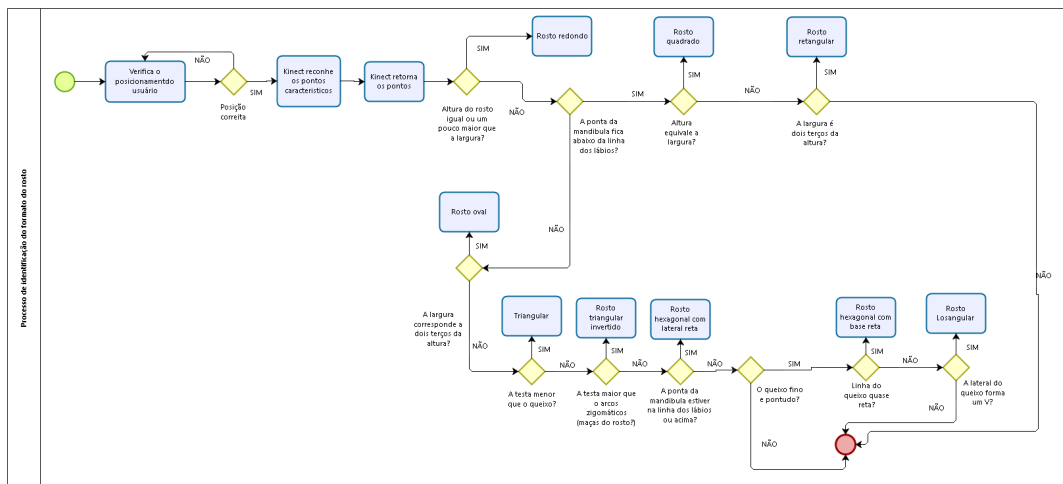 Processo de identificação do formato do rosto
Verifica o
posicionamentdo
usuário
NÃO
SIM
Posição
correita
Kinect reconhe
os pontos
caracteristicos
Kinect retorna
os pontos
SIM
Rosto redondo
NÃO
Altura do rosto
igual ou um
pouco maior que
a largura?
A ponta da
mandibula fica
abaixo da linha
dos lábios?
SIM
Rosto
quadrado
SIM
Altura
equivale a
largura?
NÃO
Rosto
retangular
SIM
A largura é
dois terços da
altura?
NÃO
NÃO
Rosto oval
SIM
A largura
corresponde a
dois terços da
altura?
NÃO
Triangular
SIM
A testa menor
que o queixo?
NÃO
Rosto
triangular
invertido
SIM
A testa maior que
o arcos
zigomáticos
(maças do rosto?)
NÃO
Rosto
hexagonal com
lateral reta
SIM
A ponta da
mandibula estiver
na linha dos lábios
ou acima?
NÃO
O queixo fino
e pontudo?
SIM
NÃO
Rosto
hexagonal com
base reta
SIM
Linha do
queixo quase
reta?
NÃO
Rosto
Losangular
SIM
A lateral do
queixo forma
um V?
NÃO